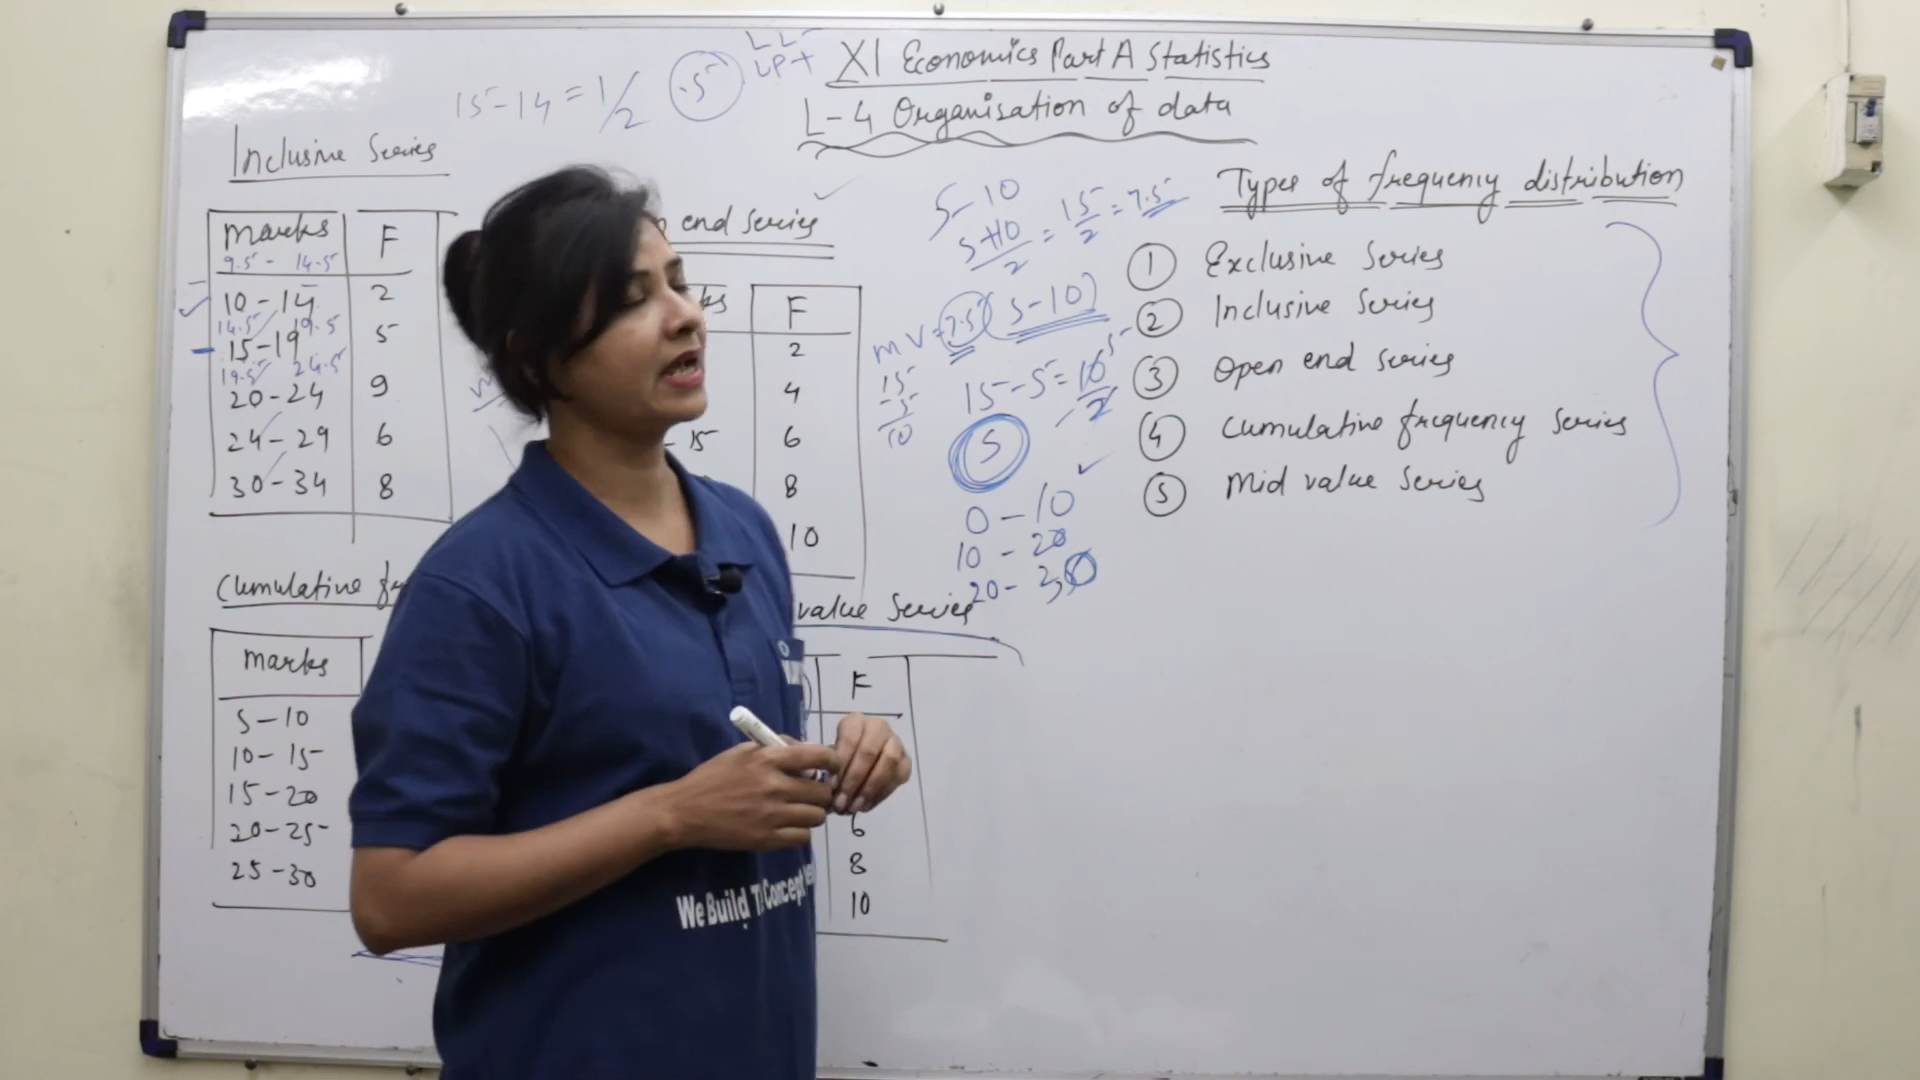 XI Economics Part A Statistics
L-4 Organisation of data
15-14 = 1/2 .5
LL-
UP+
Inclusive Series
Marks F
9.5 - 14.5
10-14 2
14.5 19.5
15-19 5
19.5 24.5
20-24 9
24-29 6
30-34 8
end series
F
2
4
- 15 6
8
10
5-10
5+10/2 = 15/2 = 7.5
MV = 7.5 (5-10)
15
-5
10
15-5 = 10/2 5
5
0-10
10-20
20-30
Types of frequency distribution
1 Exclusive Series
2 Inclusive Series
3 Open end series
4 Cumulative frequency Series
5 Mid value Series
Cumulative
Marks
5-10
10-15
15-20
20-25
25-30
value Series
F
6
8
10
We Build